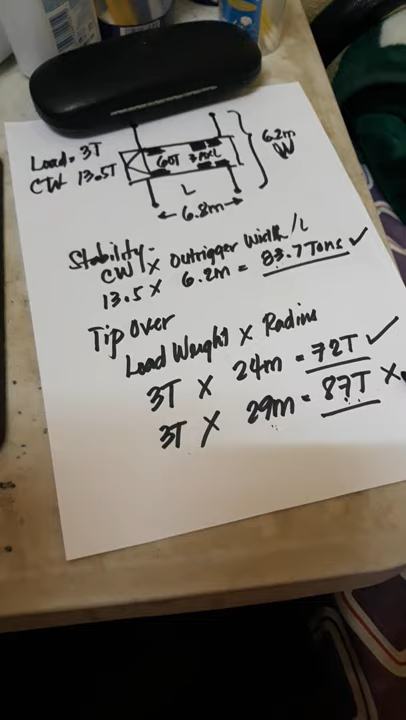 Load = 3T
CW 13.5T
60T 3 AXL
6.2m
W
L
← 6.8m →
Stability:-
CW X Outrigger Width/L
13.5 X 6.2m = 83.7 Tons ✓
Tip Over
Load Weight X Radius
3T X 24m = 72T ✓
3T X 29m = 87T X